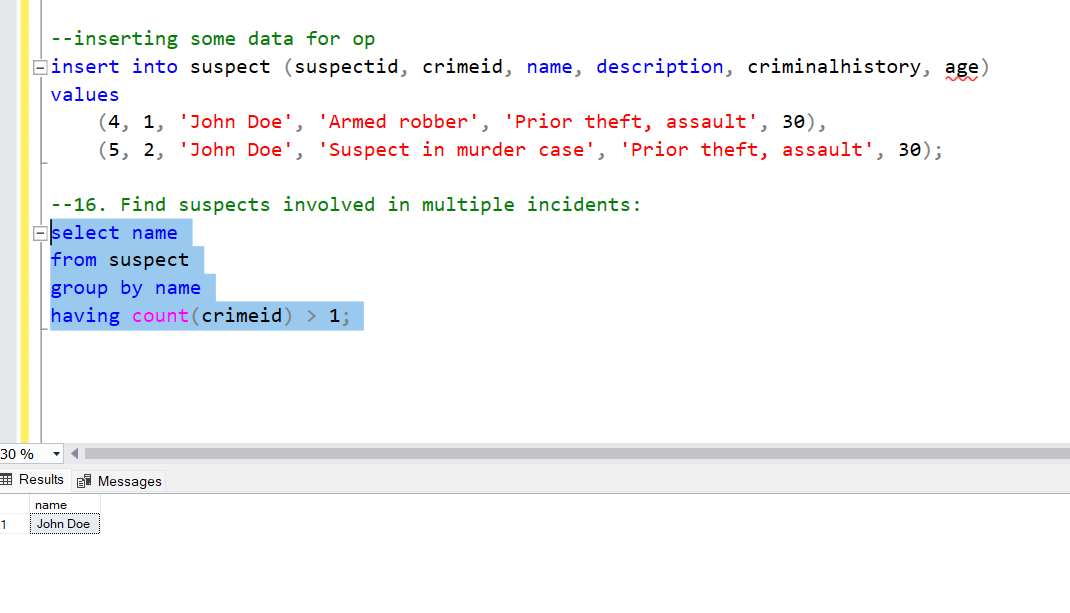 --inserting some data for op
insert into suspect (suspectid, crimeid, name, description, criminalhistory, age)
values
(4, 1, 'John Doe', 'Armed robber', 'Prior theft, assault', 30),
(5, 2, 'John Doe', 'Suspect in murder case', 'Prior theft, assault', 30);
--16. Find suspects involved in multiple incidents:
select name
from suspect
group by name
having count(crimeid) > 1;
30 %
Results Messages
name
1 John Doe